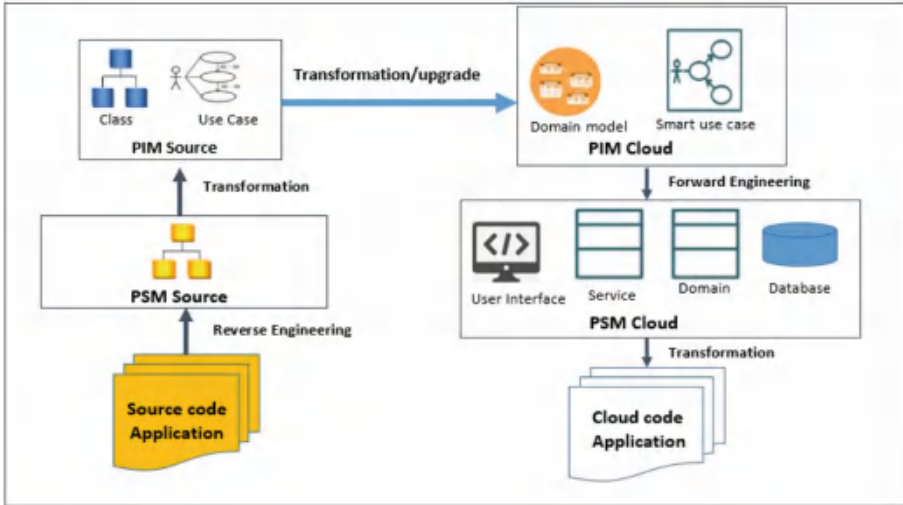 Class
Use Case
PIM Source
Transformation/upgrade
Domain model
Smart use case
PIM Cloud
Transformation
Forward Engineering
PSM Source
</>
User Interface
Service
Domain
Database
PSM Cloud
Reverse Engineering
Transformation
Source code
Application
Cloud code
Application